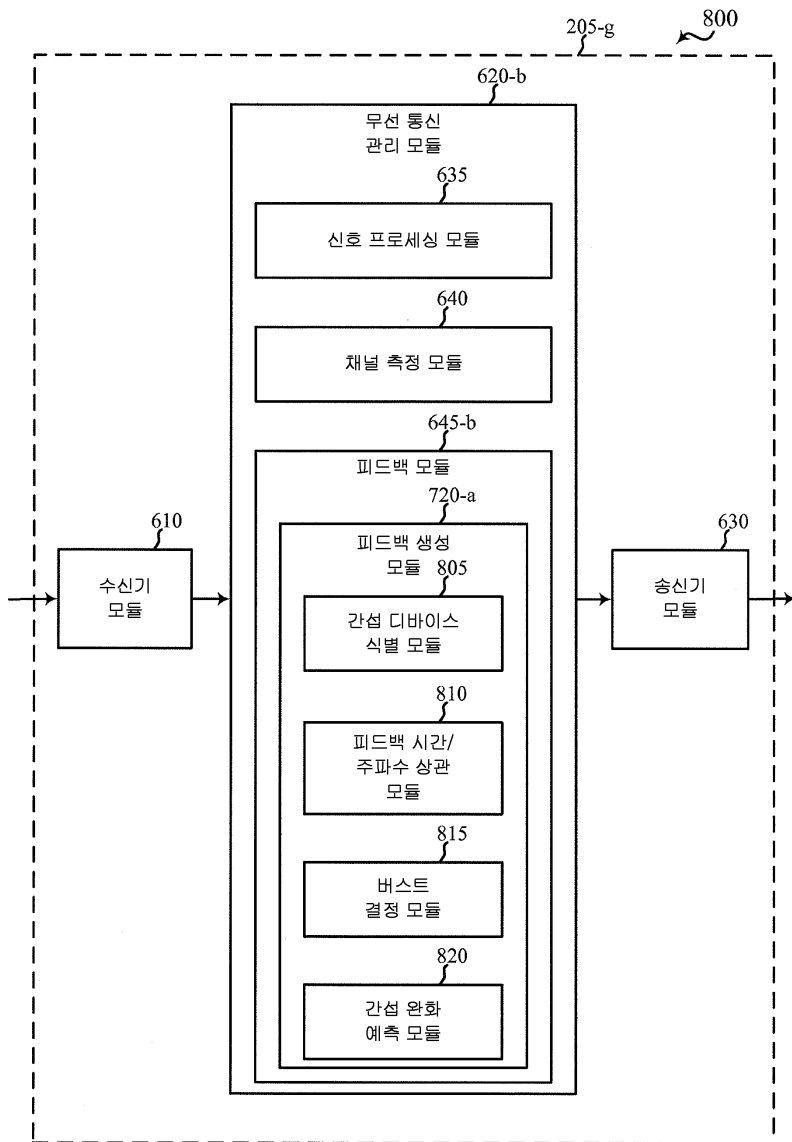 800
205-g
620-b
무선 통신
관리 모듈
635
신호 프로세싱 모듈
640
채널 측정 모듈
645-b
피드백 모듈
720-a
피드백 생성
모듈
610
수신기
모듈
805
간섭 디바이스
식별 모듈
630
송신기
모듈
810
피드백 시간/
주파수 상관
모듈
815
버스트
결정 모듈
820
간섭 완화
예측 모듈